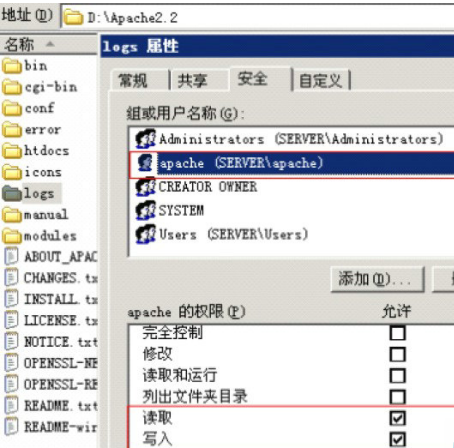 地址(D) D:\Apache2.2
名称
bin
cgi-bin
conf
error
htdocs
icons
logs
manual
modules
ABOUT_APAC
CHANGES.tx
INSTALL.tx
LICENSE.tx
NOTICE.txt
OPENSSL-NE
OPENSSL-RE
README.txt
README-wir
logs 属性
常规 共享 安全 自定义
组或用户名称(G):
Administrators (SERVER\Administrators)
apache (SERVER\apache)
CREATOR OWNER
SYSTEM
Users (SERVER\Users)
添加(D)...
apache 的权限(P) 允许
完全控制
修改
读取和运行
列出文件夹目录
读取
写入